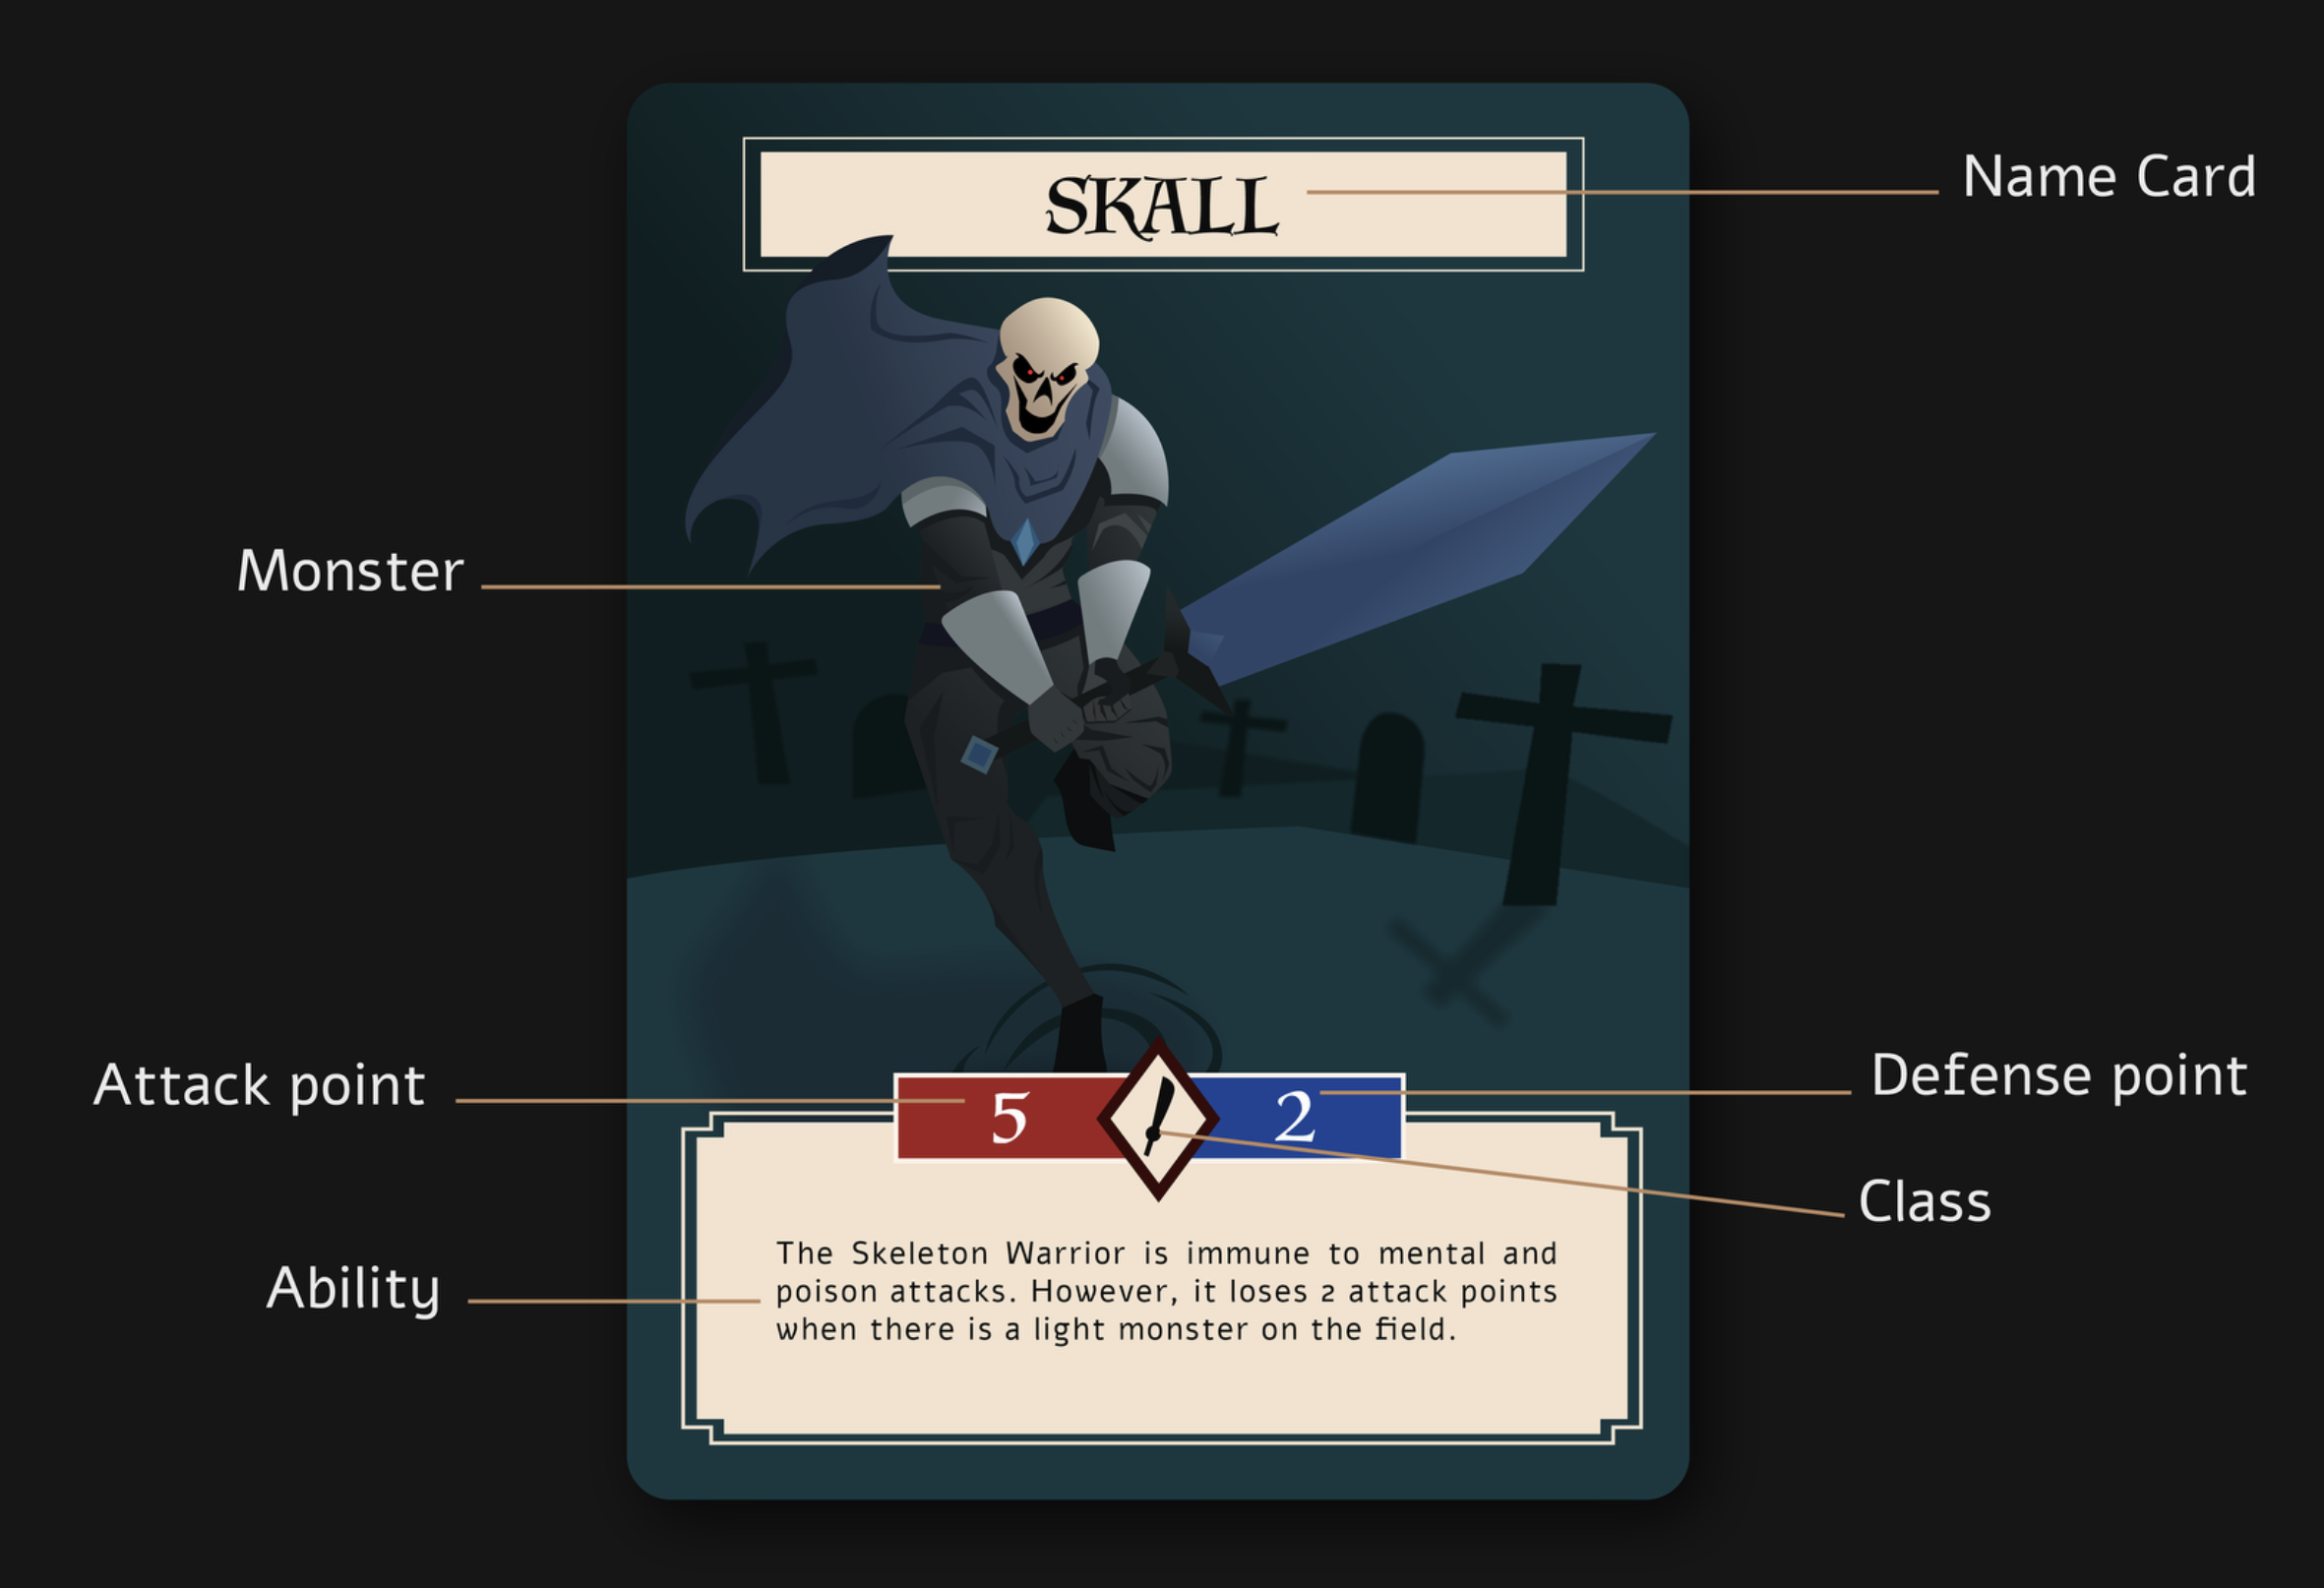 SKALL
Name Card
Monster
Attack point
5
2
Defense point
Class
Ability
The Skeleton Warrior is immune to mental and
poison attacks. However, it loses 2 attack points
when there is a light monster on the field.